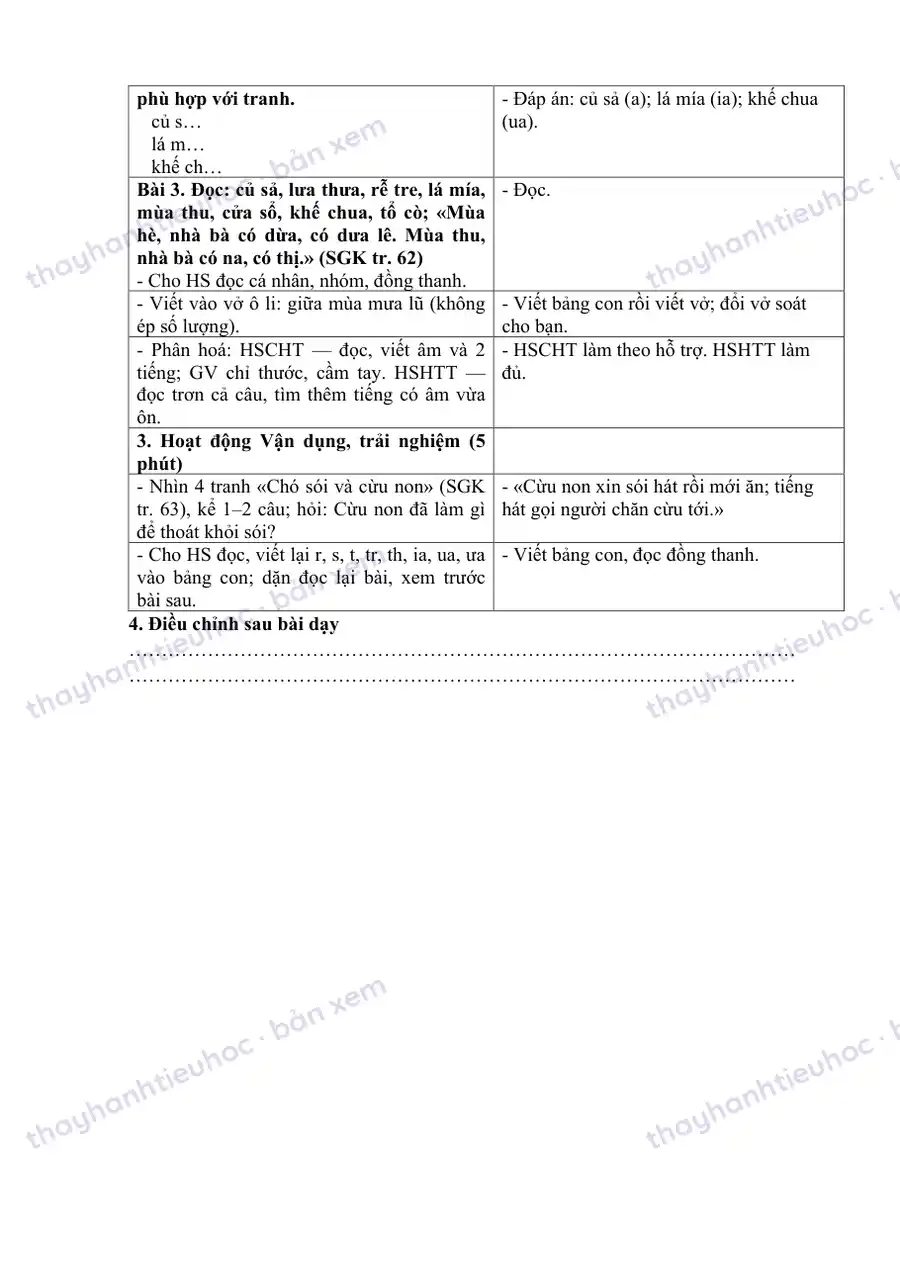 phù hợp với tranh.
củ s…
lá m…
khế ch…
- Đáp án: củ sả (a); lá mía (ia); khế chua
(ua).
Bài 3. Đọc: củ sả, lưa thưa, rễ tre, lá mía,
mùa thu, cửa sổ, khế chua, tổ cò; «Mùa
hè, nhà bà có dừa, có dưa lê. Mùa thu,
nhà bà có na, có thị.» (SGK tr. 62)
- Cho HS đọc cá nhân, nhóm, đồng thanh.
- Đọc.
- Viết vào vở ô li: giữa mùa mưa lũ (không
ép số lượng).
- Viết bảng con rồi viết vở; đổi vở soát
cho bạn.
- Phân hoá: HSCHT — đọc, viết âm và 2
tiếng; GV chỉ thước, cầm tay. HSHTT —
đọc trơn cả câu, tìm thêm tiếng có âm vừa
ôn.
- HSCHT làm theo hỗ trợ. HSHTT làm
đủ.
3. Hoạt động Vận dụng, trải nghiệm (5
phút)
- Nhìn 4 tranh «Chó sói và cừu non» (SGK
tr. 63), kể 1–2 câu; hỏi: Cừu non đã làm gì
để thoát khỏi sói?
- «Cừu non xin sói hát rồi mới ăn; tiếng
hát gọi người chăn cừu tới.»
- Cho HS đọc, viết lại r, s, t, tr, th, ia, ua, ưa
vào bảng con; dặn đọc lại bài, xem trước
bài sau.
- Viết bảng con, đọc đồng thanh.
4. Điều chỉnh sau bài dạy
……………………………………………………………………………………
……………………………………………………………………………………
thayhanhtieuhoc · bản xem
thayhanhtieuhoc · b
thayhanhtieuhoc · bản xem
thayhanhtieuhoc · b
thayhanhtieuhoc · bản xem
thayhanhtieuhoc · b